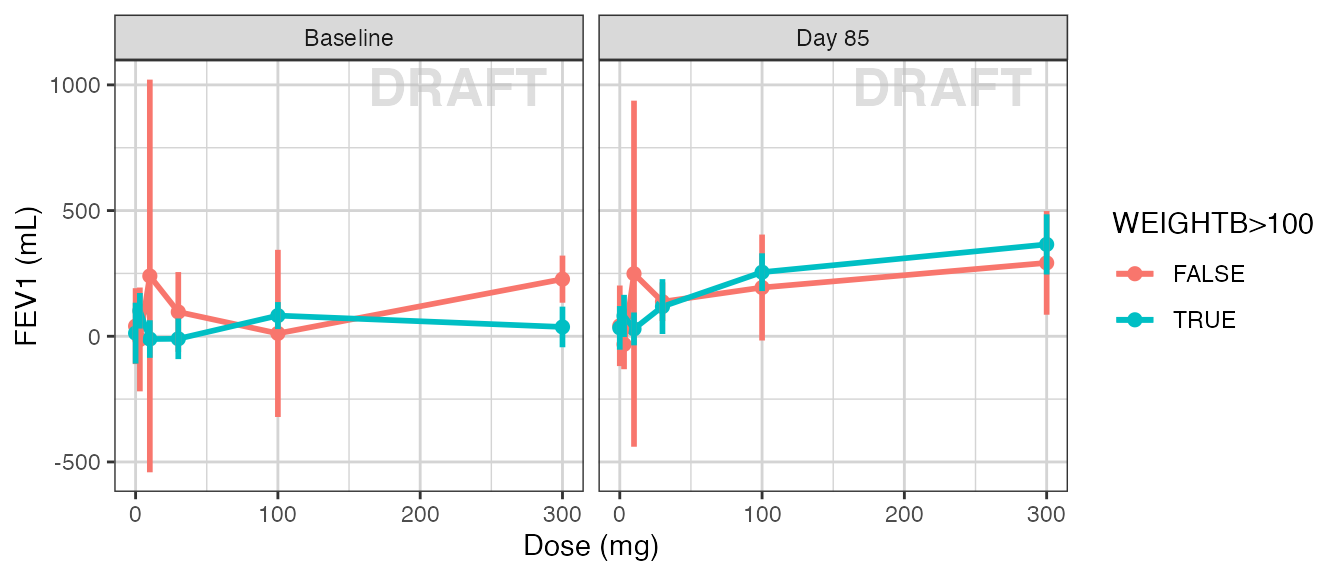 Baseline
Day 85
DRAFT
DRAFT
1000
500
0
-500
FEV1 (mL)
0 100 200 300
0 100 200 300
Dose (mg)
WEIGHTB>100
FALSE
TRUE